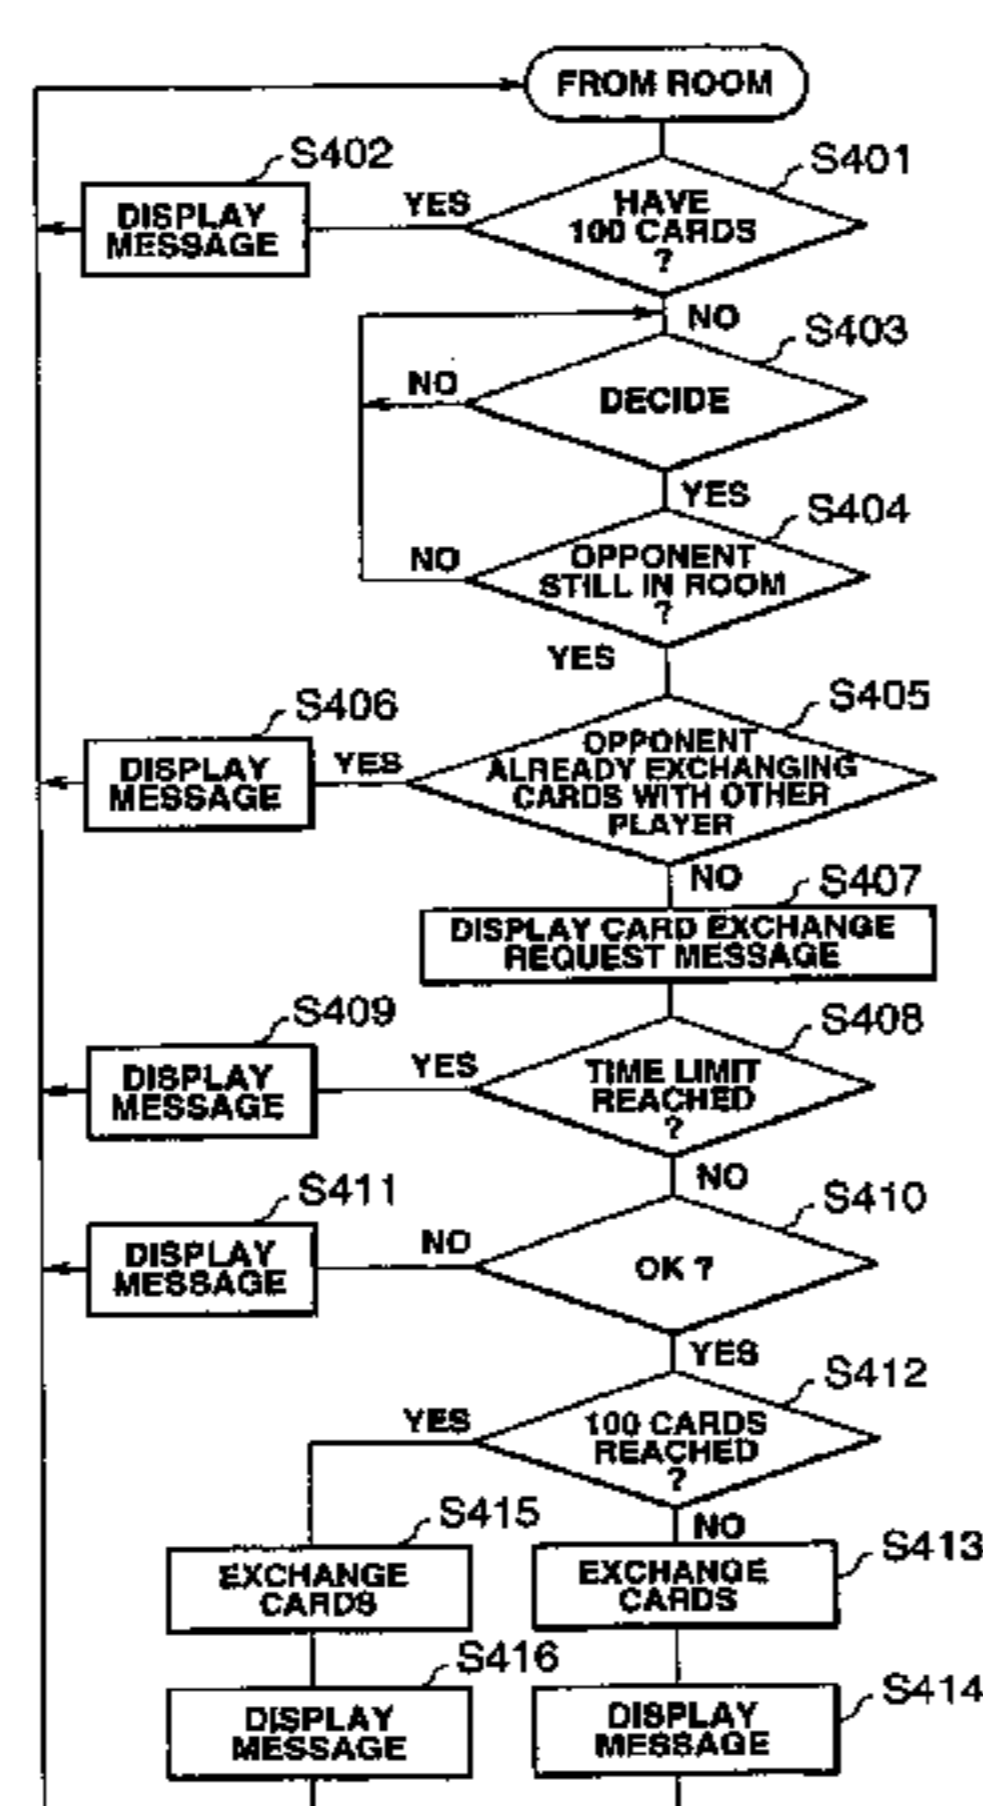 FROM ROOM
S402
S401
DISPLAY
MESSAGE
YES
HAVE
100 CARDS
?
NO
S403
NO
DECIDE
YES
S404
NO
OPPONENT
STILL IN ROOM
?
YES
S405
S406
DISPLAY
MESSAGE
YES
OPPONENT
ALREADY EXCHANGING
CARDS WITH OTHER
PLAYER
NO
S407
DISPLAY CARD EXCHANGE
REQUEST MESSAGE
S409
S408
DISPLAY
MESSAGE
YES
TIME LIMIT
REACHED
?
NO
S411
S410
DISPLAY
MESSAGE
NO
OK ?
YES
S412
YES
100 CARDS
REACHED
?
NO
S415
S413
EXCHANGE
CARDS
EXCHANGE
CARDS
S416
S414
DISPLAY
MESSAGE
DISPLAY
MESSAGE